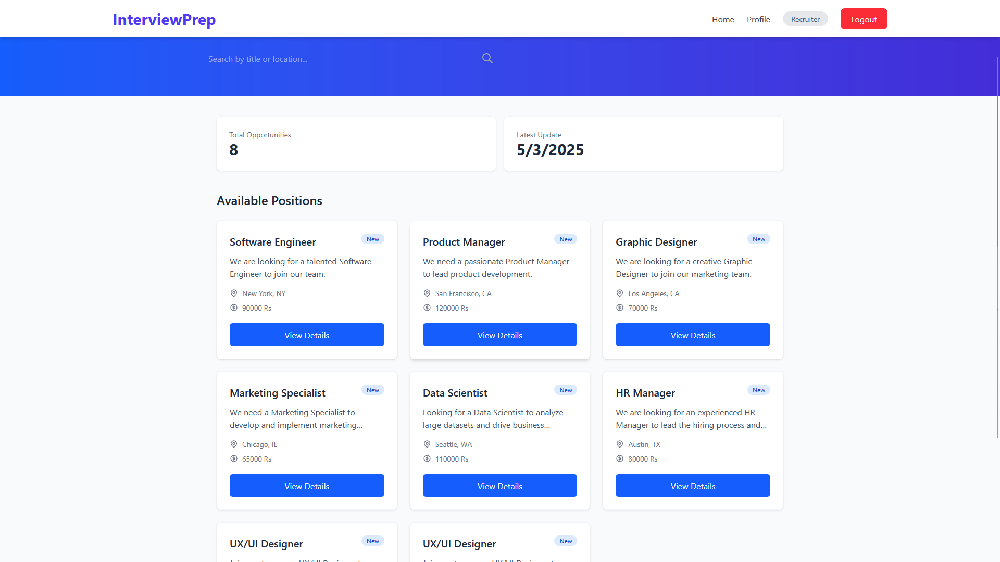 InterviewPrep
Home
Profile
Recruiter
Logout
Search by title or location...
Total Opportunities
8
Latest Update
5/3/2025
Available Positions
Software Engineer
New
We are looking for a talented Software
Engineer to join our team.
New York, NY
90000 Rs
View Details
Product Manager
New
We need a passionate Product Manager
to lead product development.
San Francisco, CA
120000 Rs
View Details
Graphic Designer
New
We are looking for a creative Graphic
Designer to join our marketing team.
Los Angeles, CA
70000 Rs
View Details
Marketing Specialist
New
We need a Marketing Specialist to
develop and implement marketing...
Chicago, IL
65000 Rs
View Details
Data Scientist
New
Looking for a Data Scientist to analyze
large datasets and drive business...
Seattle, WA
110000 Rs
View Details
HR Manager
New
We are looking for an experienced HR
Manager to lead the hiring process and...
Austin, TX
80000 Rs
View Details
UX/UI Designer
New
UX/UI Designer
New